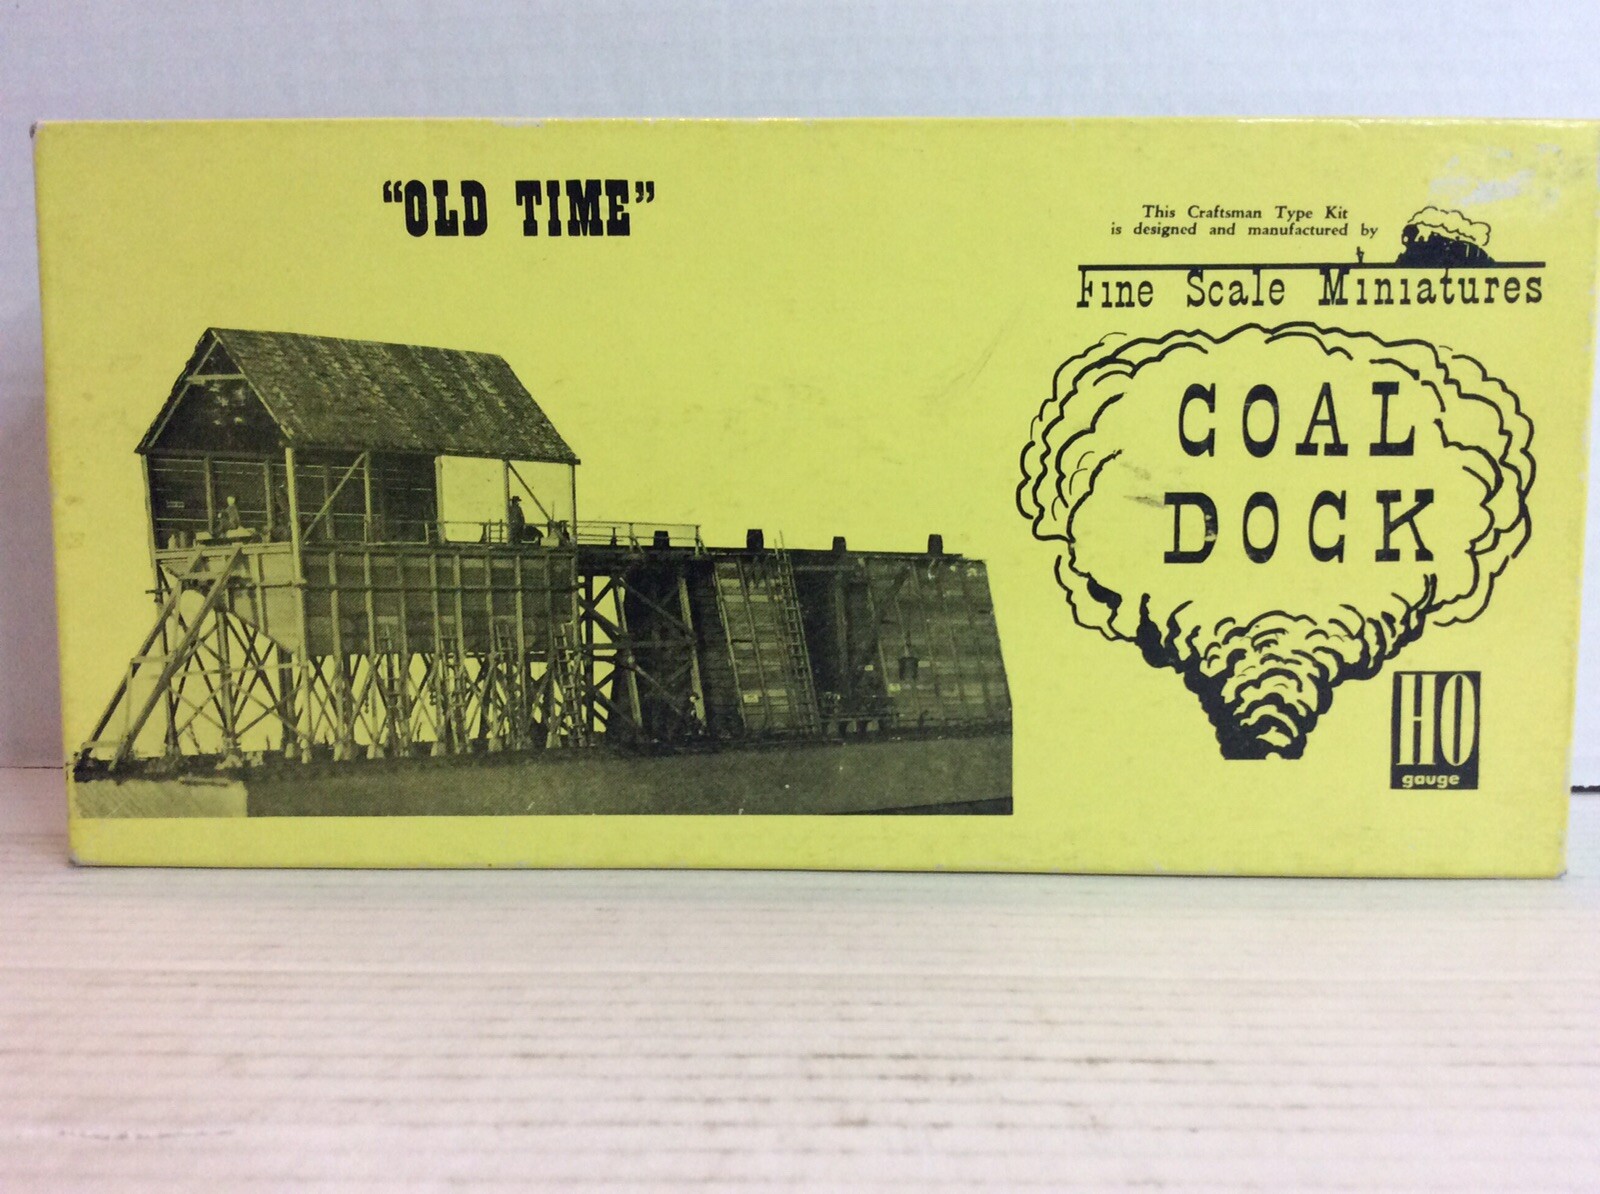 “OLD TIME”
This Craftsman Type Kit
is designed and manufactured by
Fine Scale Miniatures
COAL
DOCK
HO
gauge